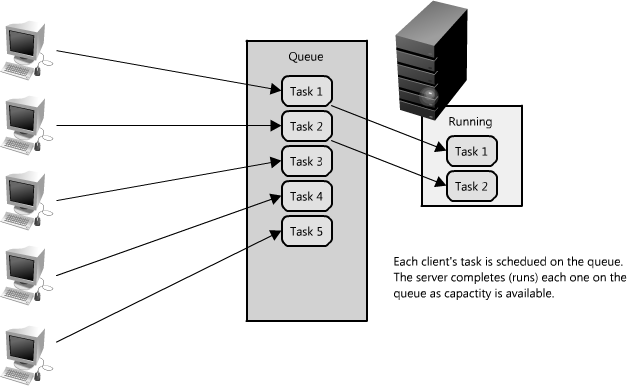 Queue
Task 1
Task 2
Task 3
Task 4
Task 5
Running
Task 1
Task 2
Each client's task is schedued on the queue.
The server completes (runs) each one on the
queue as capactity is available.